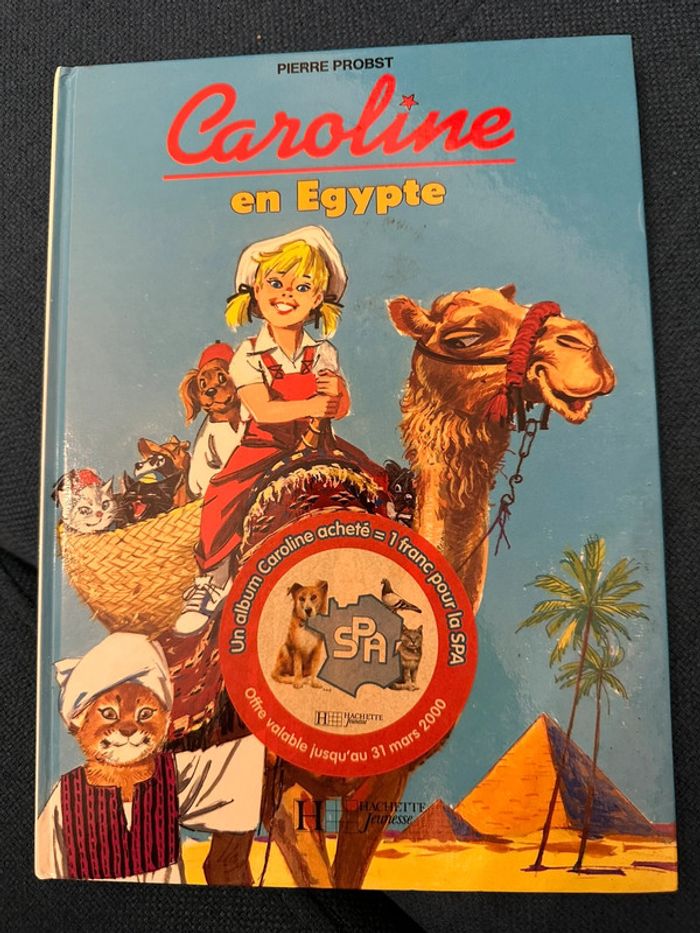 PIERRE PROBST
Caroline
en Egypte
Un album Caroline acheté = 1 franc pour la SPA
SPA
H HACHETTE
Jeunesse
Offre valable jusqu'au 31 mars 2000
H HACHETTE
Jeunesse